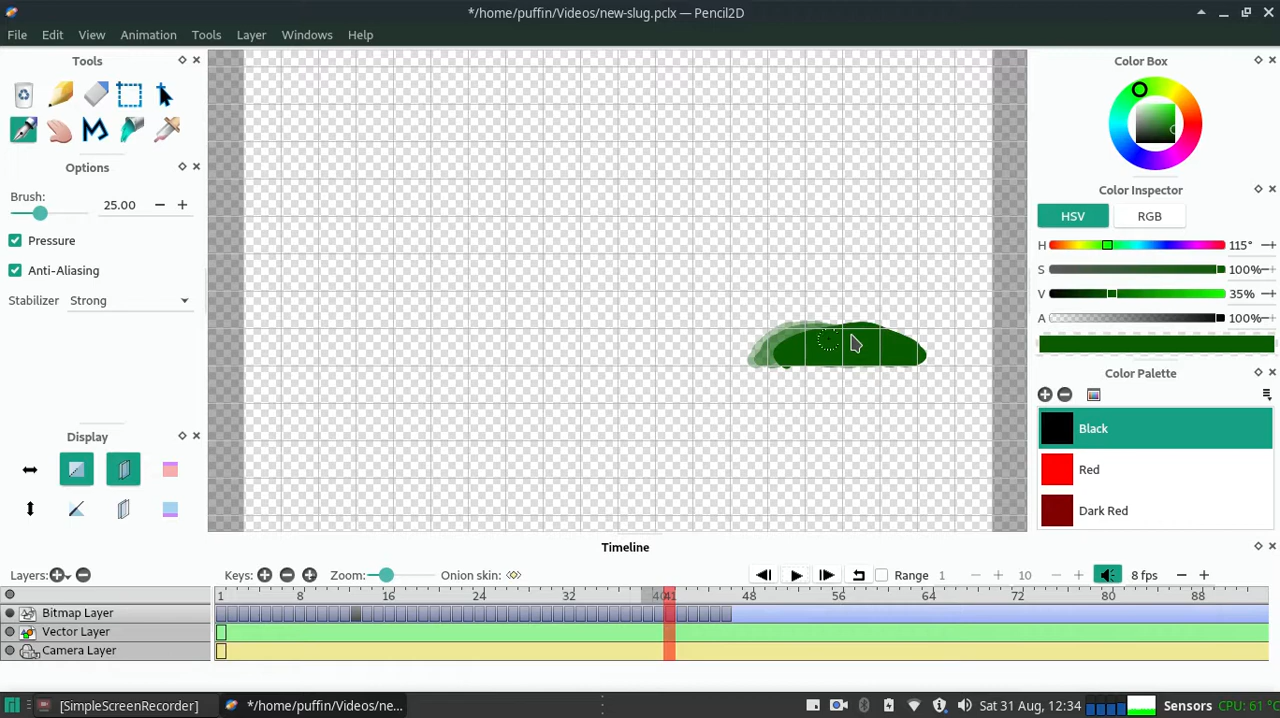 */home/puffin/Videos/new-slug.pclx — Pencil2D
File Edit View Animation Tools Layer Windows Help
Tools
Options
Brush:
25.00
Pressure
Anti-Aliasing
Stabilizer Strong
Display
Color Box
Color Inspector
HSV RGB
H 115°
S 100%
V 35%
A 100%
Color Palette
Black
Red
Dark Red
Timeline
Layers: Keys: Zoom: Onion skin: Range 1 10 8 fps
1 8 16 24 32 40 41 48 56 64 72 80 88
Bitmap Layer
Vector Layer
Camera Layer
[SimpleScreenRecorder] *'/home/puffin/Videos/ne... Sat 31 Aug, 12:34 Sensors CPU: 61 °C